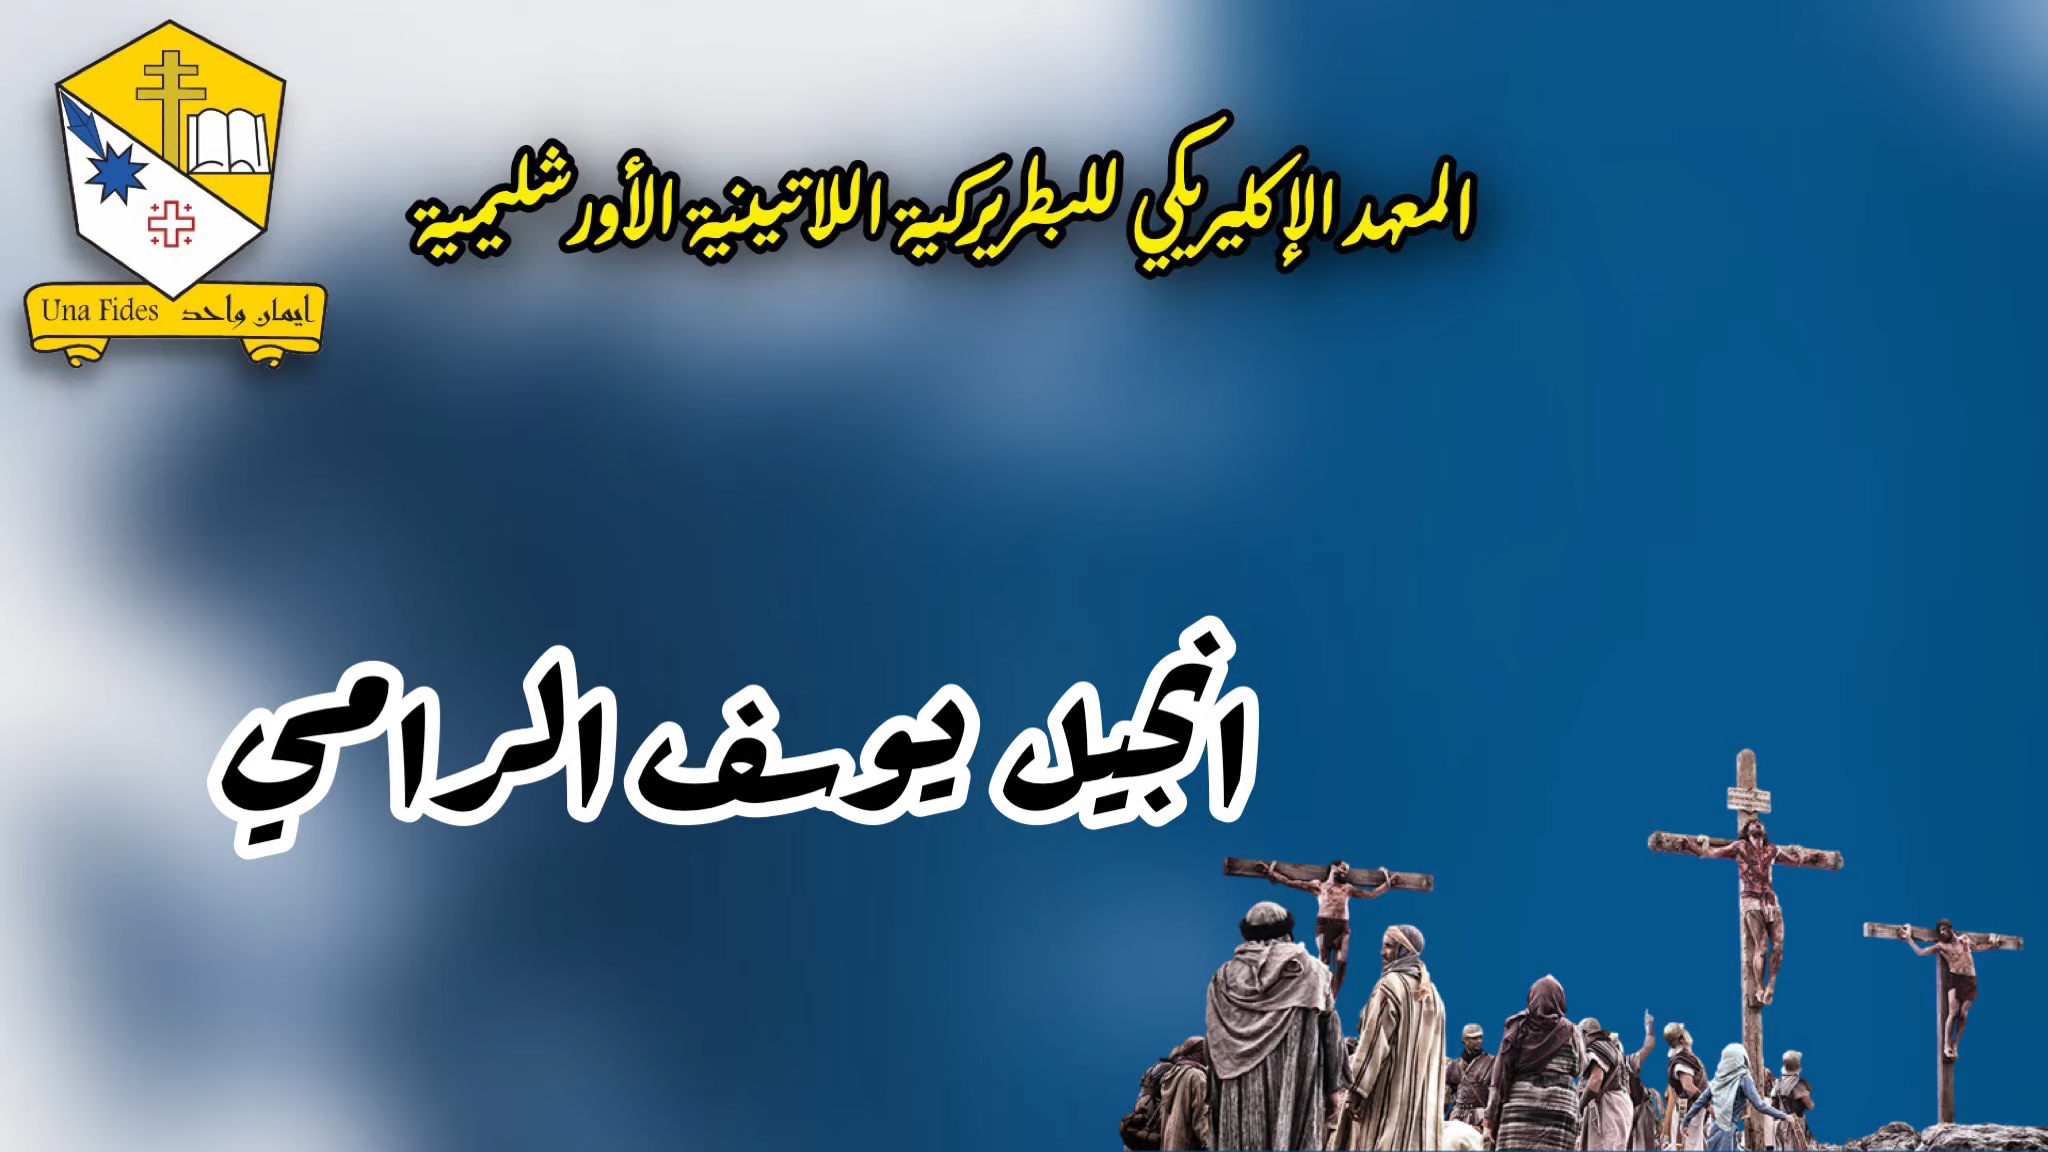 المعهد الإكليريكي للبطريركية اللاتينية الأورشليمية
Una Fides ايمان واحد
انجيل يوسف الرامي